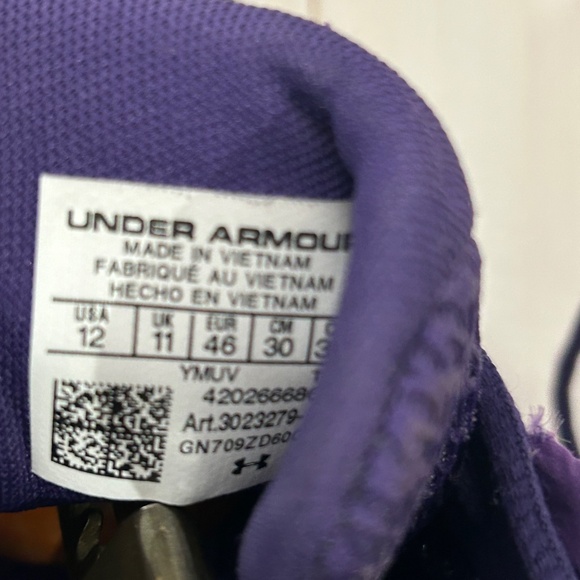 UNDER ARMOUR
MADE IN VIETNAM
FABRIQUÉ AU VIETNAM
HECHO EN VIETNAM
USA UK EUR CM
12 11 46 30
YMUV
Art.3023279-